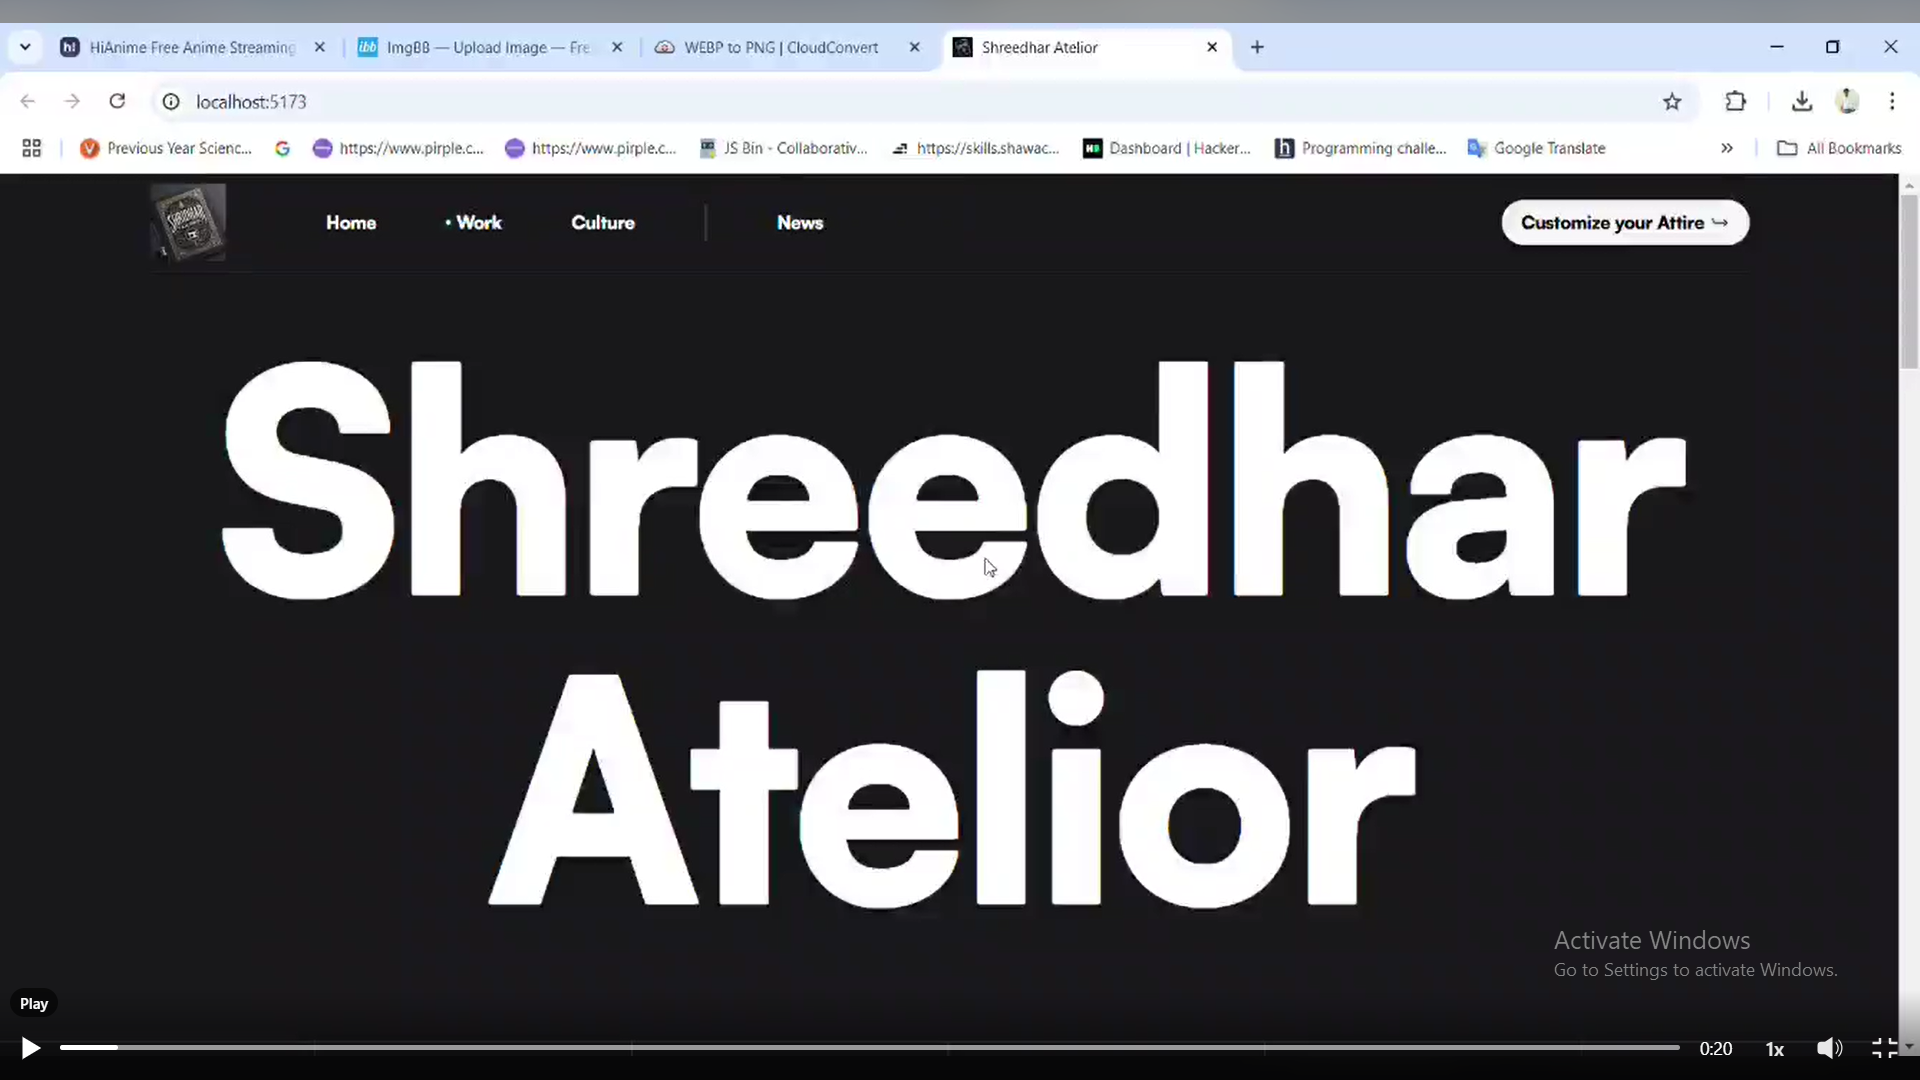 HiAnime Free Anime Streaming
ImgBB — Upload Image — Fre
WEBP to PNG | CloudConvert
Shreedhar Atelior
localhost:5173
Previous Year Scienc...
https://www.pirple.c...
https://www.pirple.c...
JS Bin - Collaborativ...
https://skills.shawac...
Dashboard | Hacker...
Programming challe...
Google Translate
All Bookmarks
Home
• Work
Culture
News
Customize your Attire
Shreedhar
Atelior
Activate Windows
Go to Settings to activate Windows.
Play
0:20
1x